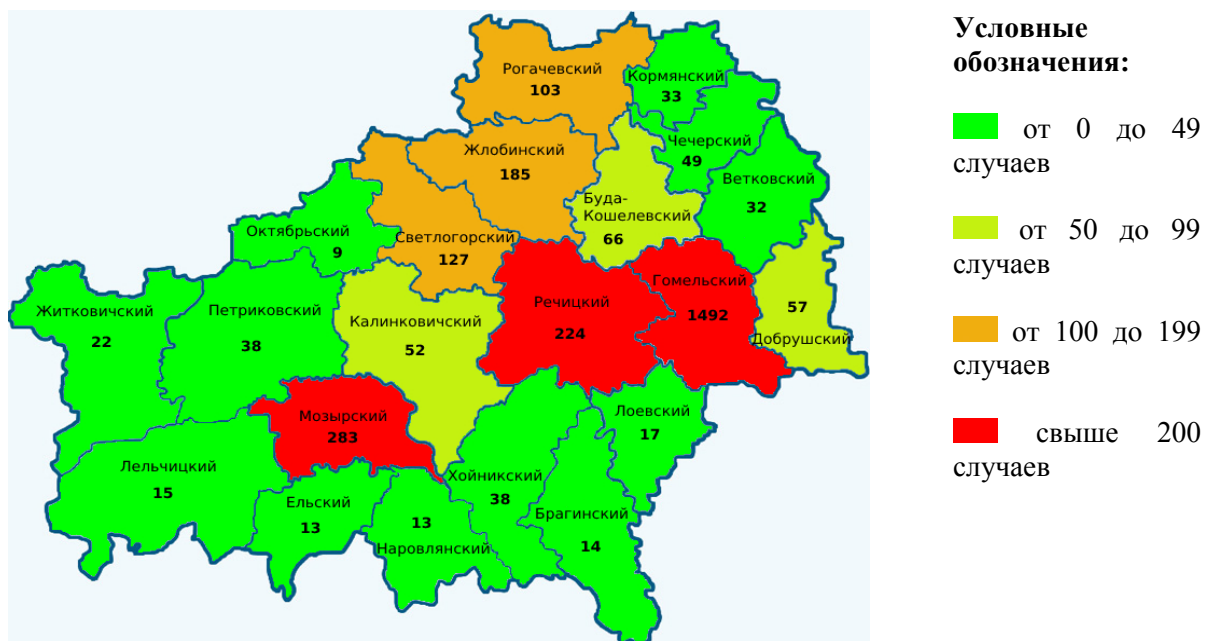 Рогачевский
103
Кормянский
33
Жлобинский
185
Чечерский
49
Ветковский
32
Буда-
Кошелевский
66
Октябрьский
9
Светлогорский
127
Гомельский
1492
57
Добрушский
Житковичский
22
Петриковский
38
Калинковичский
52
Речицкий
224
Мозырский
283
Лоевский
17
Лельчицкий
15
Ельский
13
13
Наровлянский
Хойникский
38
Брагинский
14
Условные
обозначения:
от 0 до 49
случаев
от 50 до 99
случаев
от 100 до 199
случаев
свыше 200
случаев